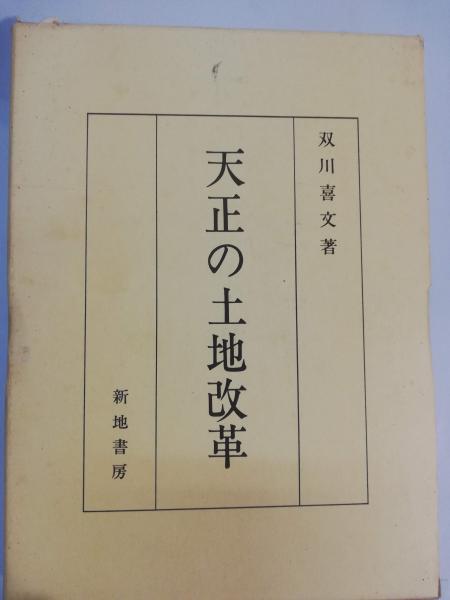 双川喜文著
天正の土地改革
新地書房